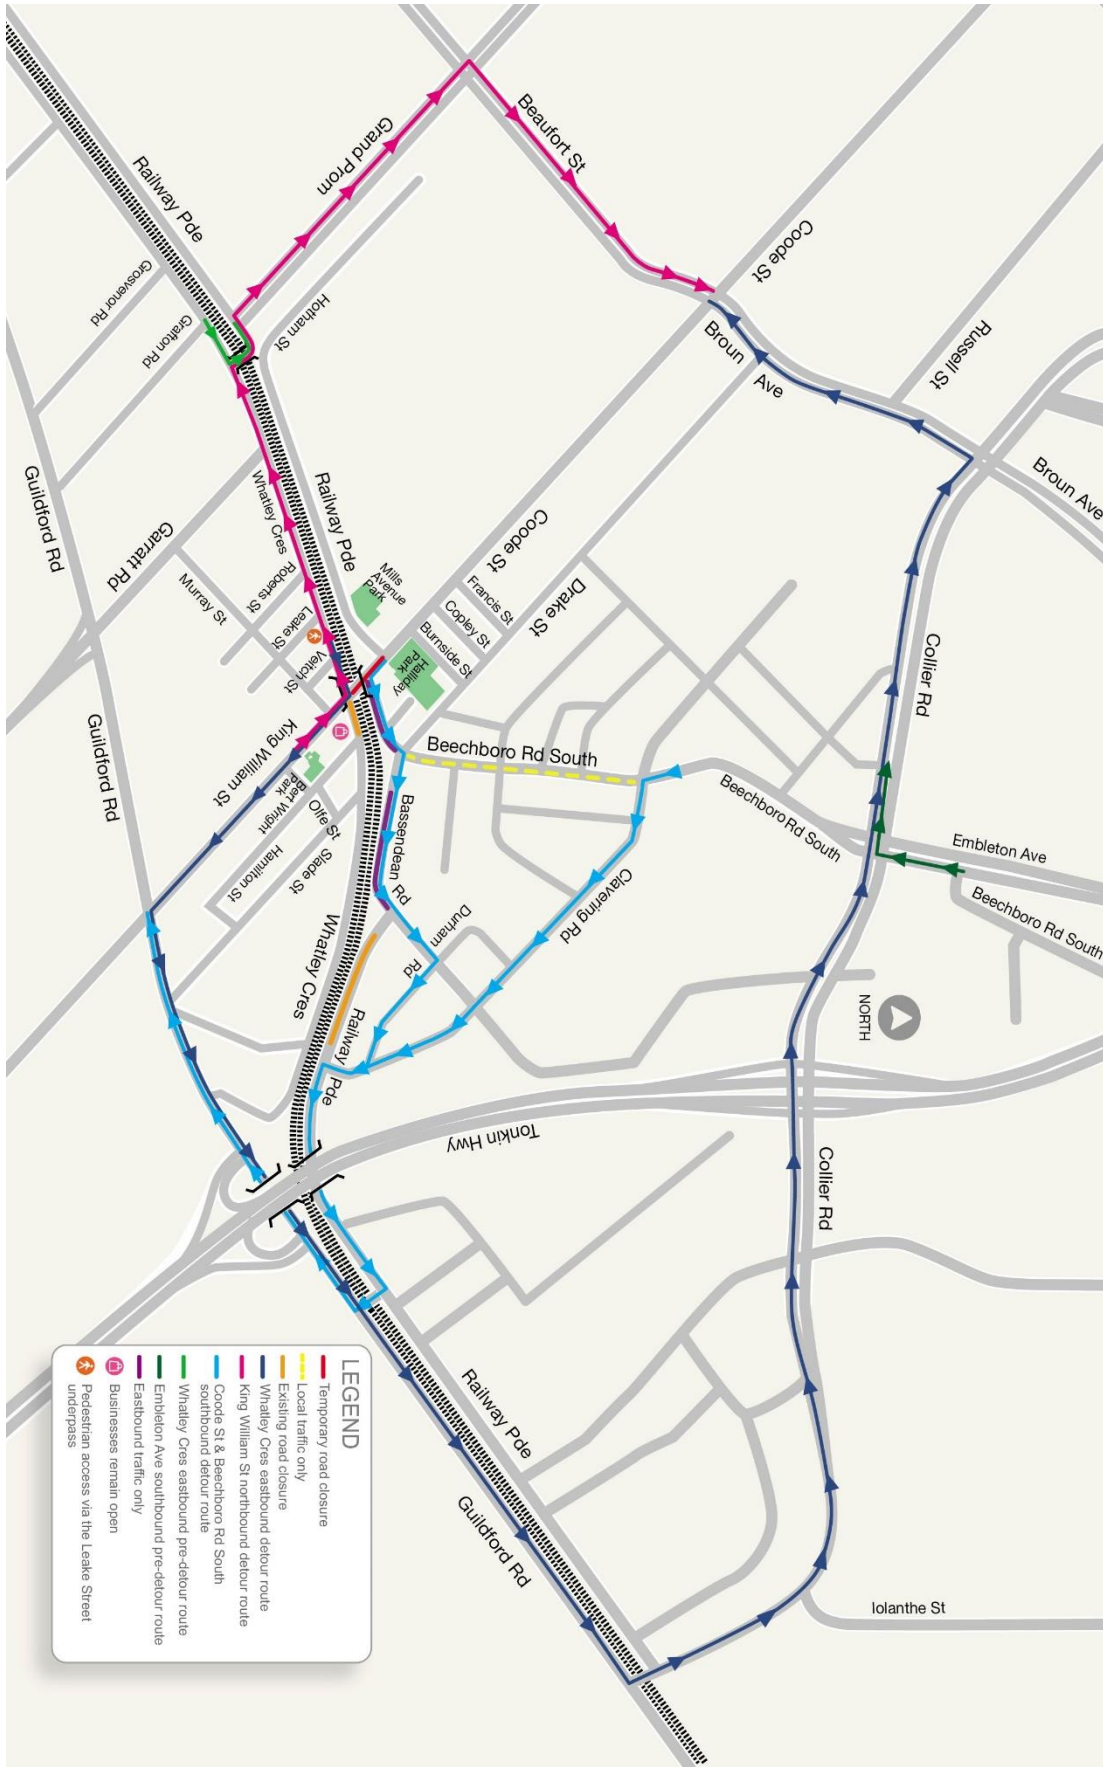 Beaufort St
Grand Prom
Railway Pde
Grosvenor Rd
Grafton Rd
Hotham St
Coode St
Broun
Ave
Russell St
Broun Ave
Guildford Rd
Garratt Rd
Murray St
Whatley Cres
Roberts St
Leake St
Veitch St
Railway Pde
Mills
Avenue
Park
Coode St
Francis St
Copley St
Burnside St
Halliday
Park
Drake St
Collier Rd
Beechboro Rd South
Beechboro Rd South
Embleton Ave
Beechboro Rd South
Guildford Rd
King William St
Bert Wright
Park
Olfe St
Slade St
Hamilton St
Bassendean Rd
Clavering Rd
Durham
Rd
Whatley Cres
Railway
Pde
NORTH
Tonkin Hwy
Collier Rd
Railway Pde
Guildford Rd
Iolanthe St
LEGEND
Temporary road closure
Local traffic only
Existing road closure
Whatley Cres eastbound detour route
King William St northbound detour route
Coode St & Beechboro Rd South
southbound detour route
Whatley Cres eastbound pre-detour route
Embleton Ave southbound pre-detour route
Eastbound traffic only
Businesses remain open
Pedestrian access via the Leake Street
underpass